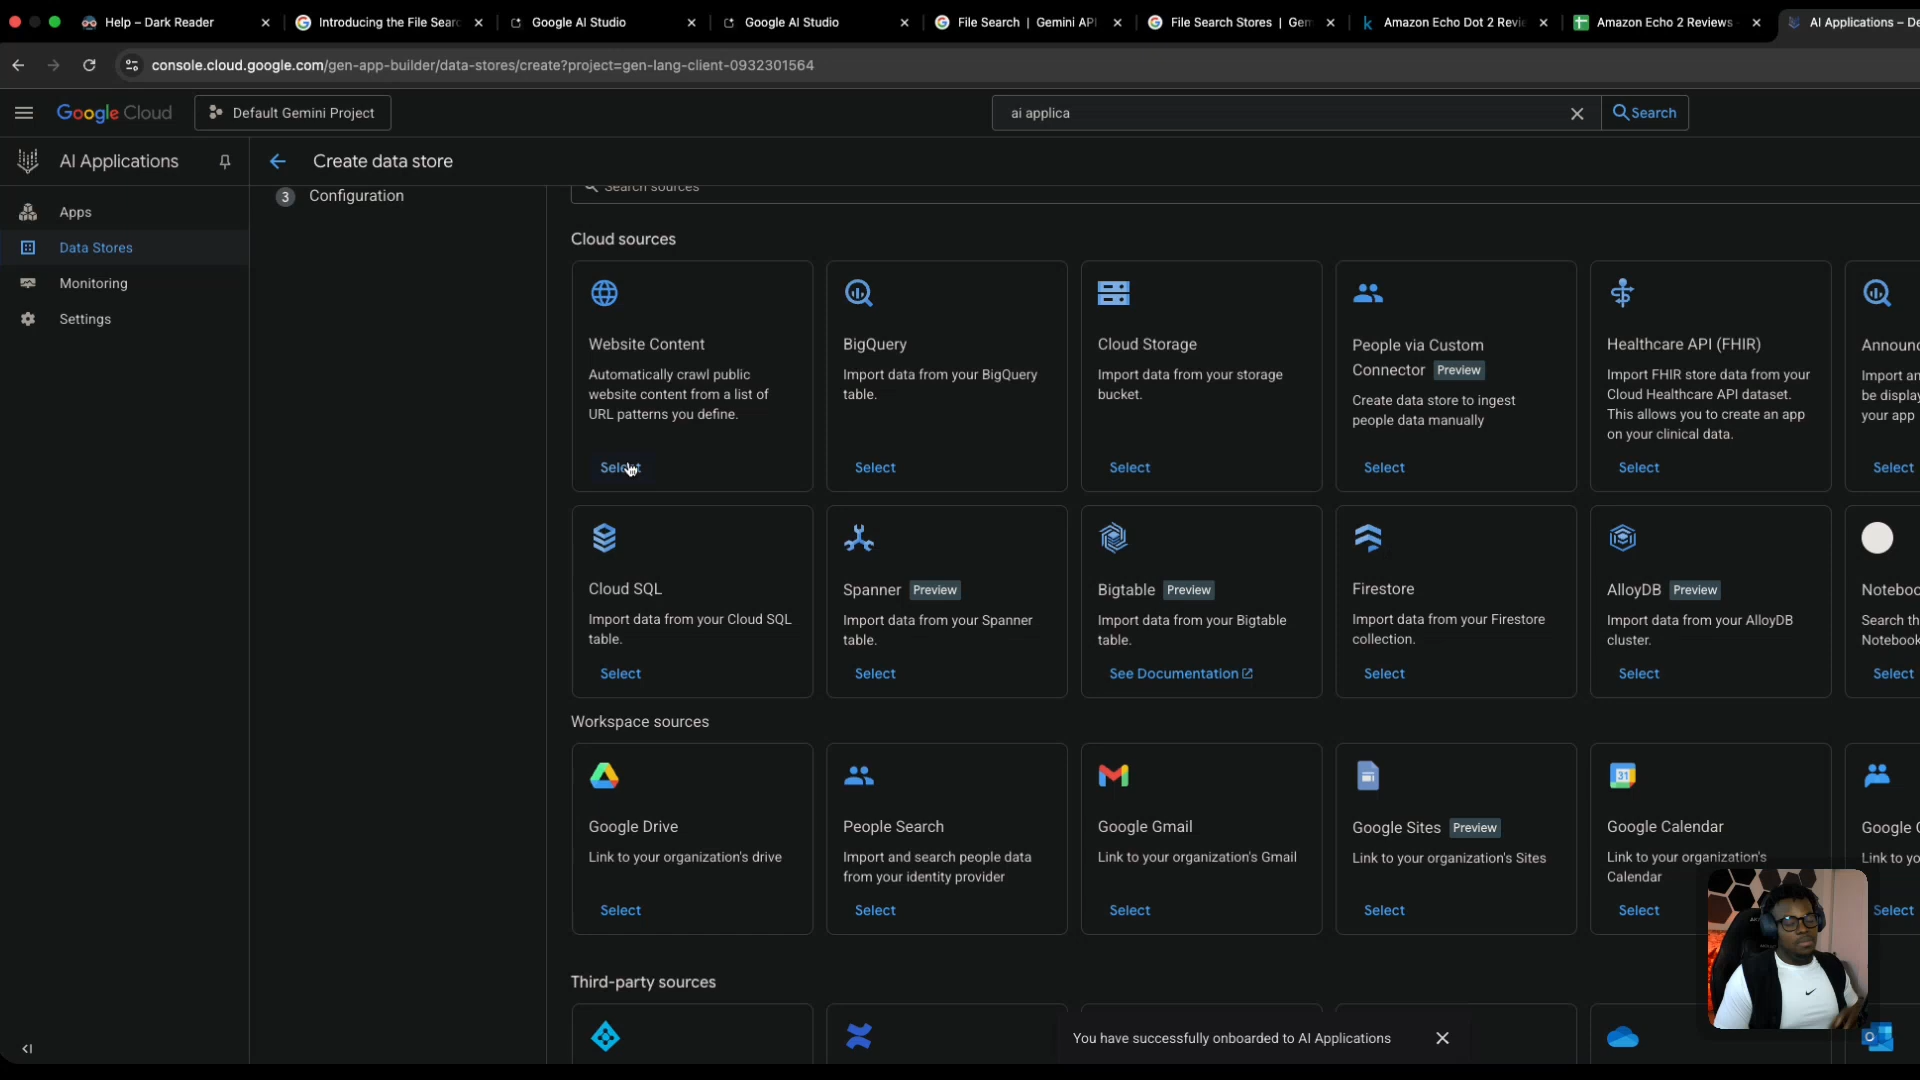 Help – Dark Reader
Introducing the File Searc
Google AI Studio
Google AI Studio
File Search | Gemini API
File Search Stores | Gem
Amazon Echo Dot 2 Revie
Amazon Echo 2 Reviews
AI Applications – De
console.cloud.google.com/gen-app-builder/data-stores/create?project=gen-lang-client-0932301564
Google Cloud
Default Gemini Project
ai applica
Search
AI Applications
Create data store
Apps
Data Stores
Monitoring
Settings
3 Configuration
Search sources
Cloud sources
Website Content
Automatically crawl public
website content from a list of
URL patterns you define.
Select
BigQuery
Import data from your BigQuery
table.
Select
Cloud Storage
Import data from your storage
bucket.
Select
People via Custom
Connector Preview
Create data store to ingest
people data manually
Select
Healthcare API (FHIR)
Import FHIR store data from your
Cloud Healthcare API dataset.
This allows you to create an app
on your clinical data.
Select
Announc
Import an
be display
your app
Select
Cloud SQL
Import data from your Cloud SQL
table.
Select
Spanner Preview
Import data from your Spanner
table.
Select
Bigtable Preview
Import data from your Bigtable
table.
See Documentation
Firestore
Import data from your Firestore
collection.
Select
AlloyDB Preview
Import data from your AlloyDB
cluster.
Select
Noteboo
Search th
Notebook
Select
Workspace sources
Google Drive
Link to your organization's drive
Select
People Search
Import and search people data
from your identity provider
Select
Google Gmail
Link to your organization's Gmail
Select
Google Sites Preview
Link to your organization's Sites
Select
31
Google Calendar
Link to your organization's
Calendar
Select
Google C
Link to yo
Select
Third-party sources
You have successfully onboarded to AI Applications